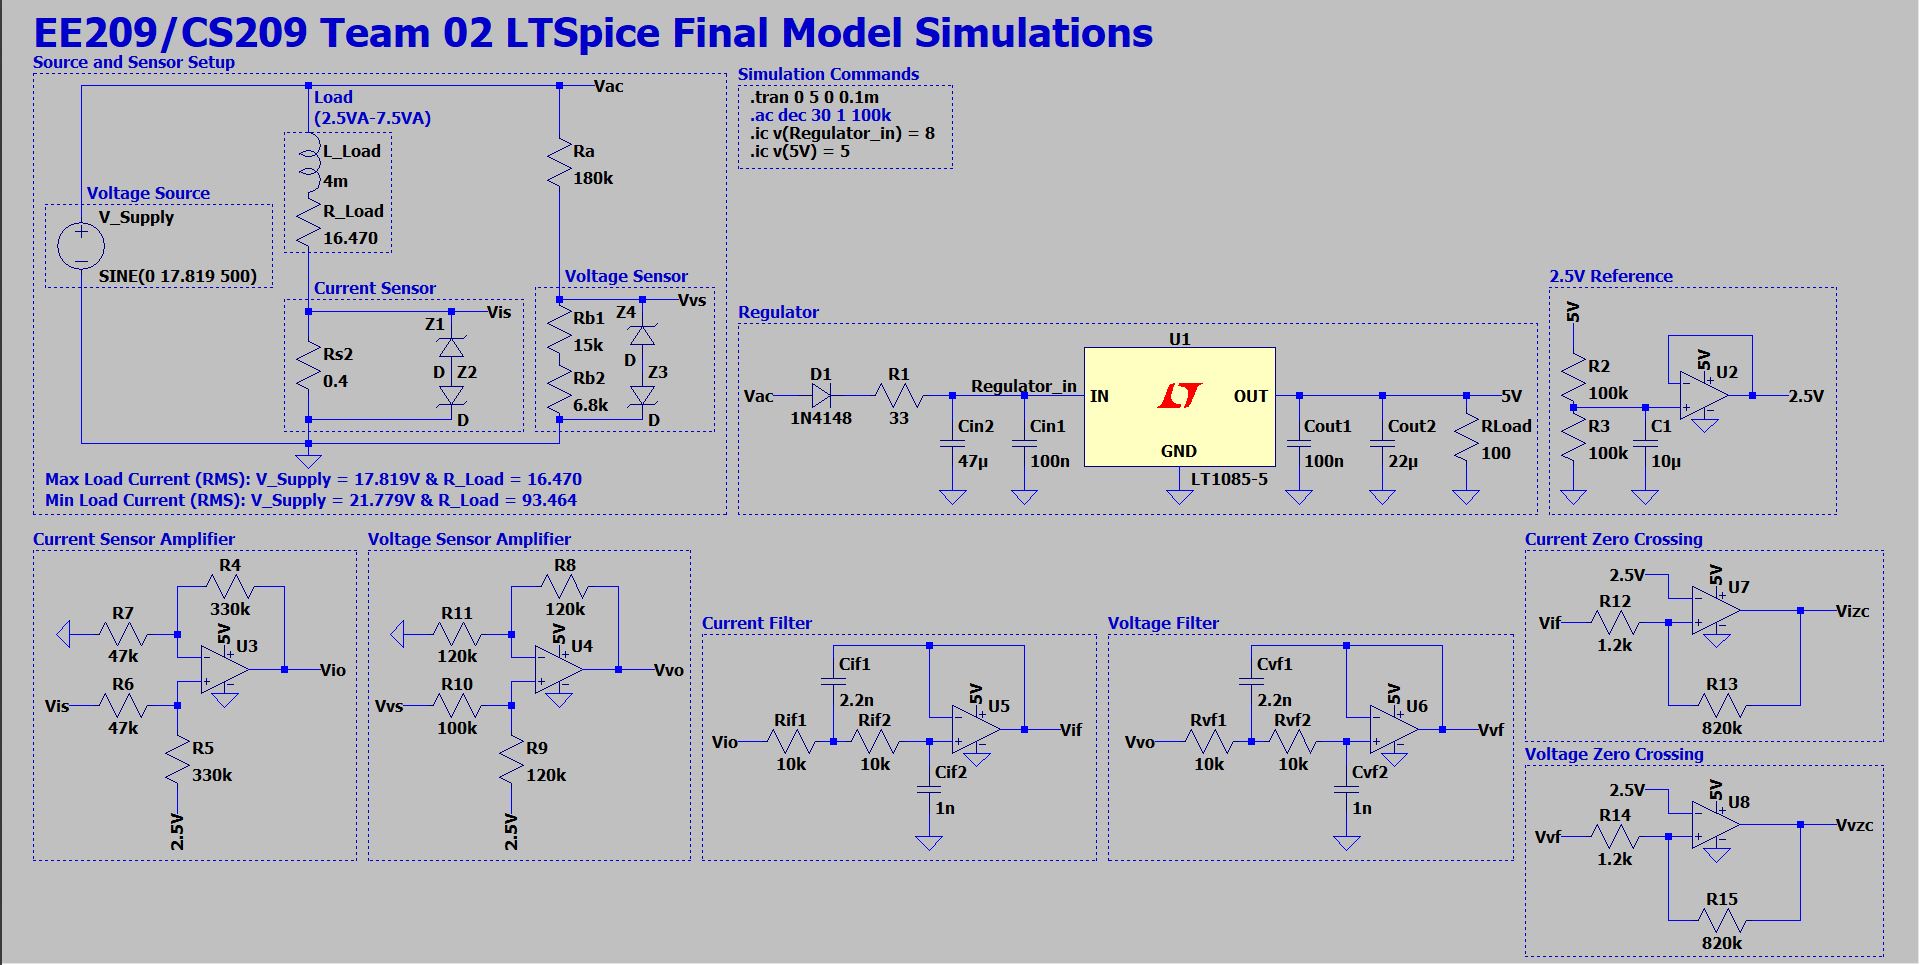 EE209/CS209 Team 02 LTSpice Final Model Simulations
Source and Sensor Setup
Vac
Load
(2.5VA-7.5VA)
L_Load
4m
R_Load
16.470
Voltage Source
V_Supply
SINE(0 17.819 500)
Ra
180k
Current Sensor
Vis
Rs2
0.4
Z1
D
Z2
D
Voltage Sensor
Vvs
Rb1
15k
Rb2
6.8k
Z4
D
Z3
D
Max Load Current (RMS): V_Supply = 17.819V & R_Load = 16.470
Min Load Current (RMS): V_Supply = 21.779V & R_Load = 93.464
Simulation Commands
.tran 0 5 0 0.1m
.ac dec 30 1 100k
.ic v(Regulator_in) = 8
.ic v(5V) = 5
Regulator
Vac
D1
1N4148
R1
33
Regulator_in
Cin2
47µ
Cin1
100n
U1
IN
OUT
GND
LT1085-5
5V
Cout1
100n
Cout2
22µ
RLoad
100
2.5V Reference
5V
R2
100k
R3
100k
C1
10µ
5V
U2
2.5V
Current Sensor Amplifier
R4
330k
R7
47k
5V
U3
Vio
R6
Vis
47k
R5
330k
2.5V
Voltage Sensor Amplifier
R8
120k
R11
120k
5V
U4
Vvo
R10
Vvs
100k
R9
120k
2.5V
Current Filter
Cif1
2.2n
Rif1
10k
Rif2
10k
Vio
5V
U5
Vif
Cif2
1n
Voltage Filter
Cvf1
2.2n
Rvf1
10k
Rvf2
10k
Vvo
5V
U6
Vvf
Cvf2
1n
Current Zero Crossing
2.5V
5V
U7
R12
Vif
1.2k
Vizc
R13
820k
Voltage Zero Crossing
2.5V
5V
U8
R14
Vvf
1.2k
Vvzc
R15
820k